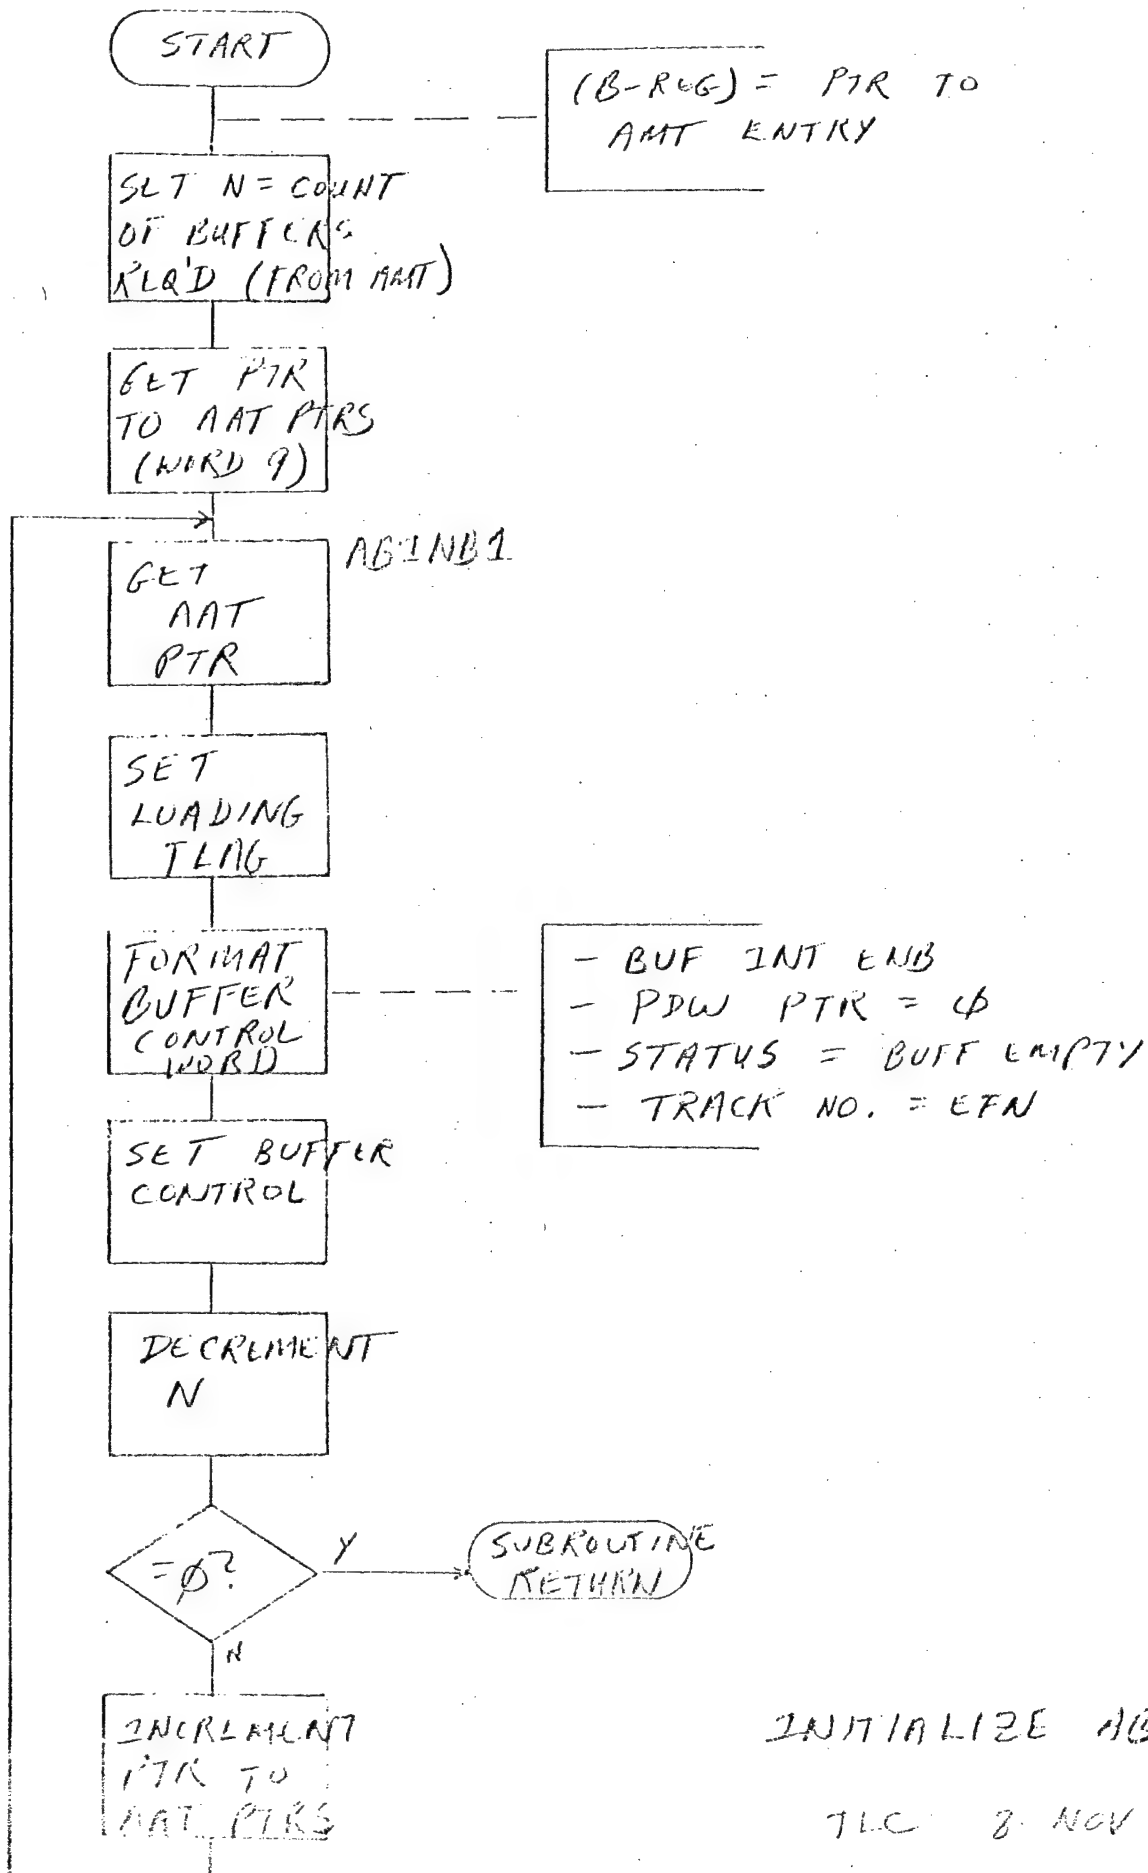 START
(B-REG) = PTR TO
AMT ENTRY
SET N = COUNT
OF BUFFERS
REQ'D (FROM AMT)
GET PTR
TO AAT PTRS
(WORD 9)
ABINB1
GET
AAT
PTR
SET
LOADING
FLAG
FORMAT
BUFFER
CONTROL
WORD
- BUF INT ENB
- PDW PTR = φ
- STATUS = BUFF EMPTY
- TRACK NO. = EFN
SET BUFFER
CONTROL
DECREMENT
N
= φ?
Y
SUBROUTINE
RETURN
N
INCREMENT
PTR TO
AAT PTRS
INITIALIZE AB
TLC 8 NOV